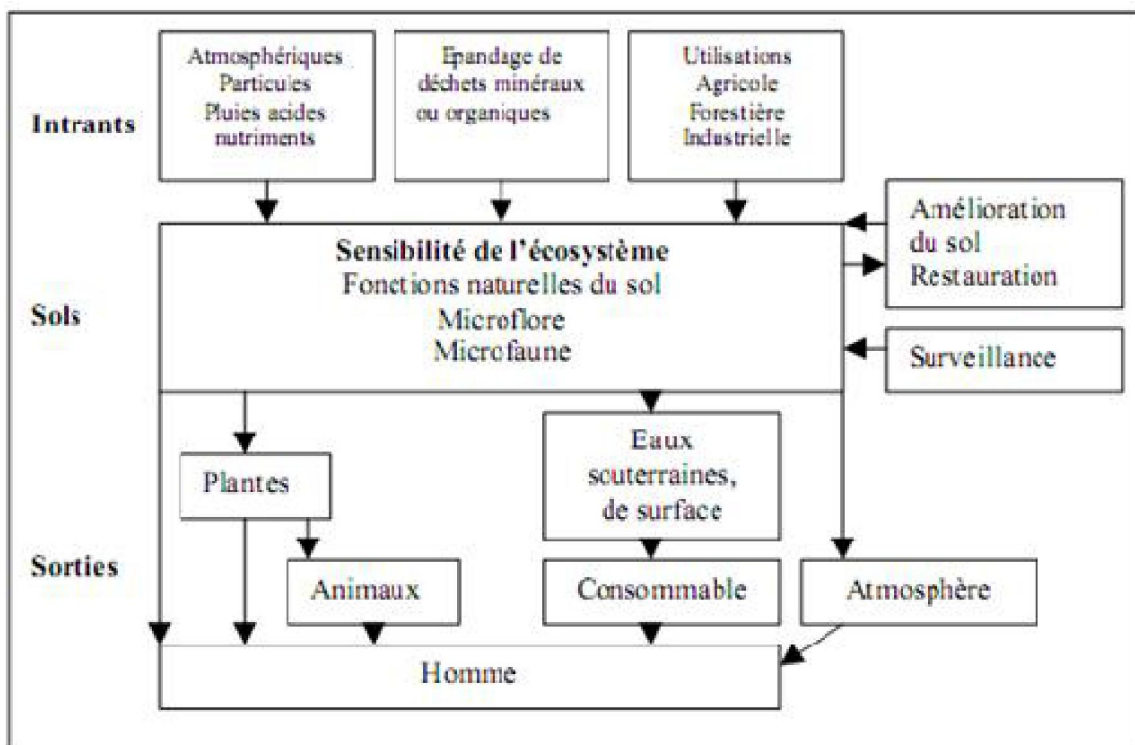 Intrants
Atmosphériques
Particules
Pluies acides
nutriments
Epandage de
déchets minéraux
ou organiques
Utilisations
Agricole
Forestière
Industrielle
Sols
Sensibilité de l'écosystème
Fonctions naturelles du sol
Microflore
Microfaune
Amélioration
du sol
Restauration
Surveillance
Sorties
Plantes
Animaux
Eaux
souterraines,
de surface
Consommable
Atmosphère
Homme